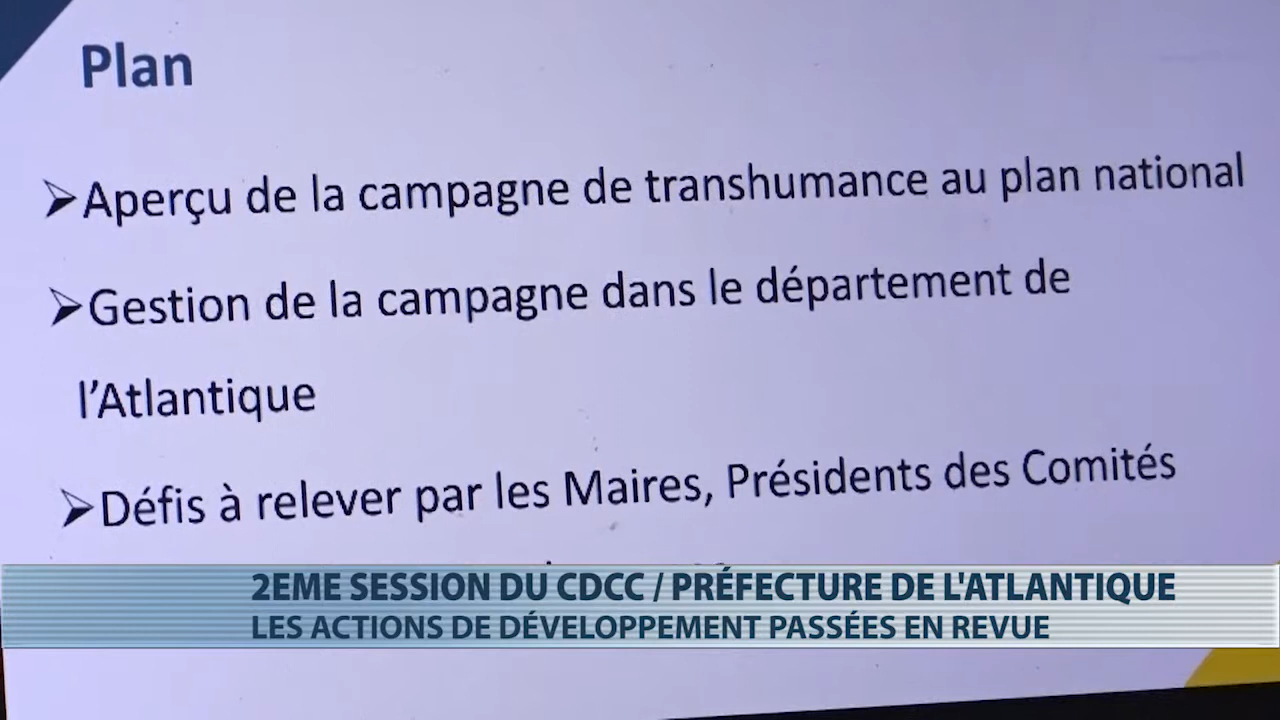 Plan
➢Aperçu de la campagne de transhumance au plan national
➢Gestion de la campagne dans le département de
l'Atlantique
➢Défis à relever par les Maires, Présidents des Comités
2EME SESSION DU CDCC / PRÉFECTURE DE L'ATLANTIQUE
LES ACTIONS DE DÉVELOPPEMENT PASSÉES EN REVUE